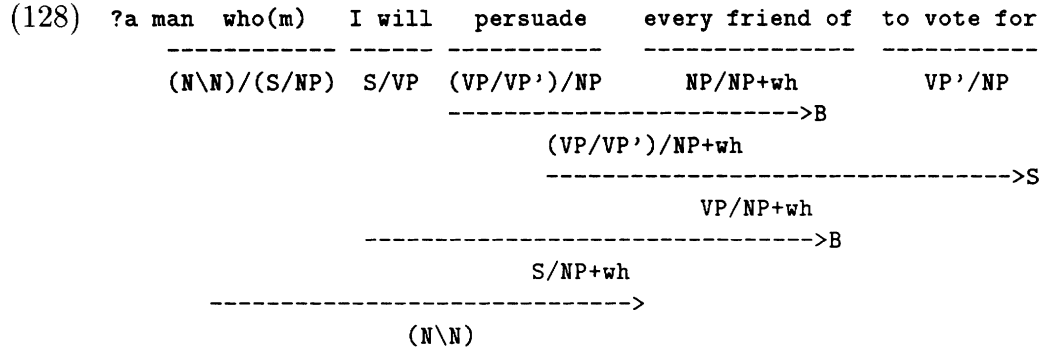 (128) ?a man who(m) I will persuade every friend of to vote for
------------ ------ ----------- --------------- -----------
(N\N)/(S/NP) S/VP (VP/VP')/NP NP/NP+wh VP'/NP
------------------------->B
(VP/VP')/NP+wh
---------------------------------->S
VP/NP+wh
-------------------------------->B
S/NP+wh
------------------------------>
(N\N)